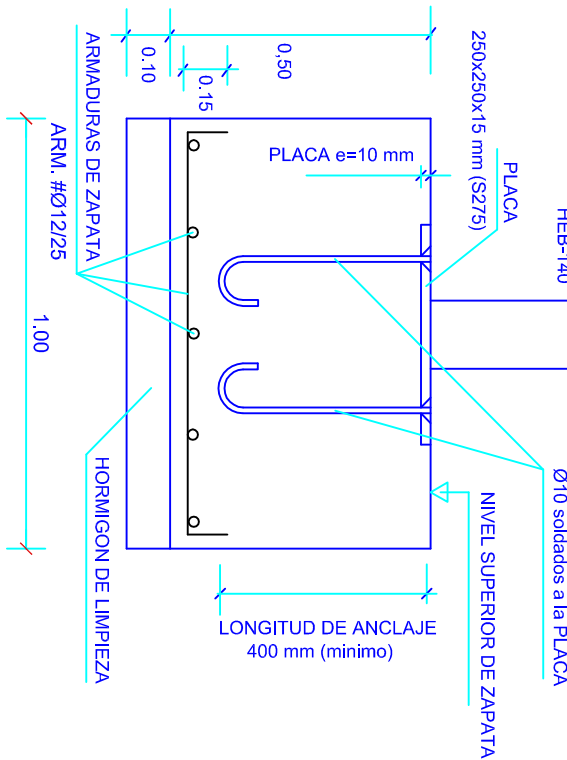 HEB-140
PLACA
250x250x15 mm (S275)
Ø10 soldados a la PLACA
NIVEL SUPERIOR DE ZAPATA
PLACA e=10 mm
LONGITUD DE ANCLAJE
400 mm (minimo)
0,50
0.15
0.10
ARMADURAS DE ZAPATA
ARM. #Ø12/25
1.00
HORMIGON DE LIMPIEZA